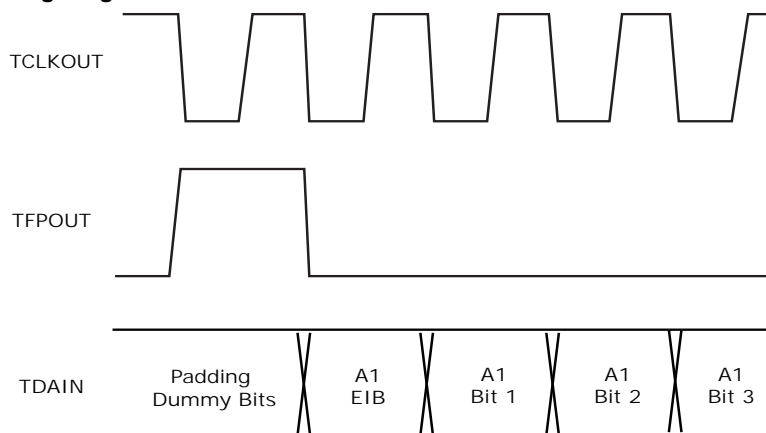 TCLKOUT
TFPOUT
TDAIN
Padding
Dummy Bits
A1
EIB
A1
Bit 1
A1
Bit 2
A1
Bit 3